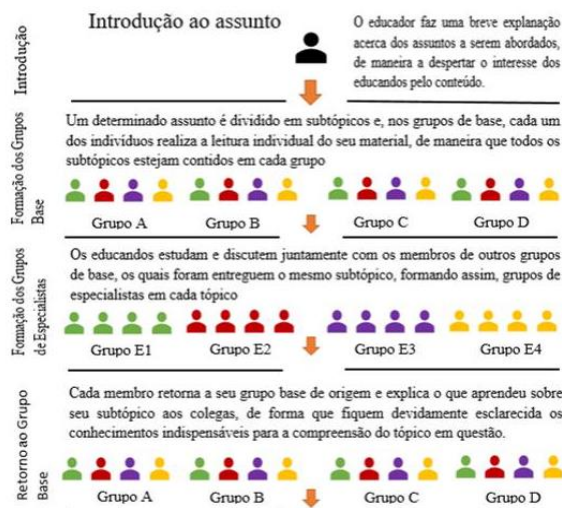 Introdução
Introdução ao assunto
O educador faz uma breve explanação
acerca dos assuntos a serem abordados,
de maneira a despertar o interesse dos
educandos pelo conteúdo.
Formação dos Grupos
Base
Um determinado assunto é dividido em subtópicos e, nos grupos de base, cada um
dos indivíduos realiza a leitura individual do seu material, de maneira que todos os
subtópicos estejam contidos em cada grupo
Grupo A
Grupo B
Grupo C
Grupo D
Formação dos Grupos
de Especialistas
Os educandos estudam e discutem juntamente com os membros de outros grupos
de base, os quais foram entreguem o mesmo subtópico, formando assim, grupos de
especialistas em cada tópico
Grupo E1
Grupo E2
Grupo E3
Grupo E4
Retorno ao Grupo
Base
Cada membro retorna a seu grupo base de origem e explica o que aprendeu sobre
seu subtópico aos colegas, de forma que fiquem devidamente esclarecida os
conhecimentos indispensáveis para a compreensão do tópico em questão.
Grupo A
Grupo B
Grupo C
Grupo D